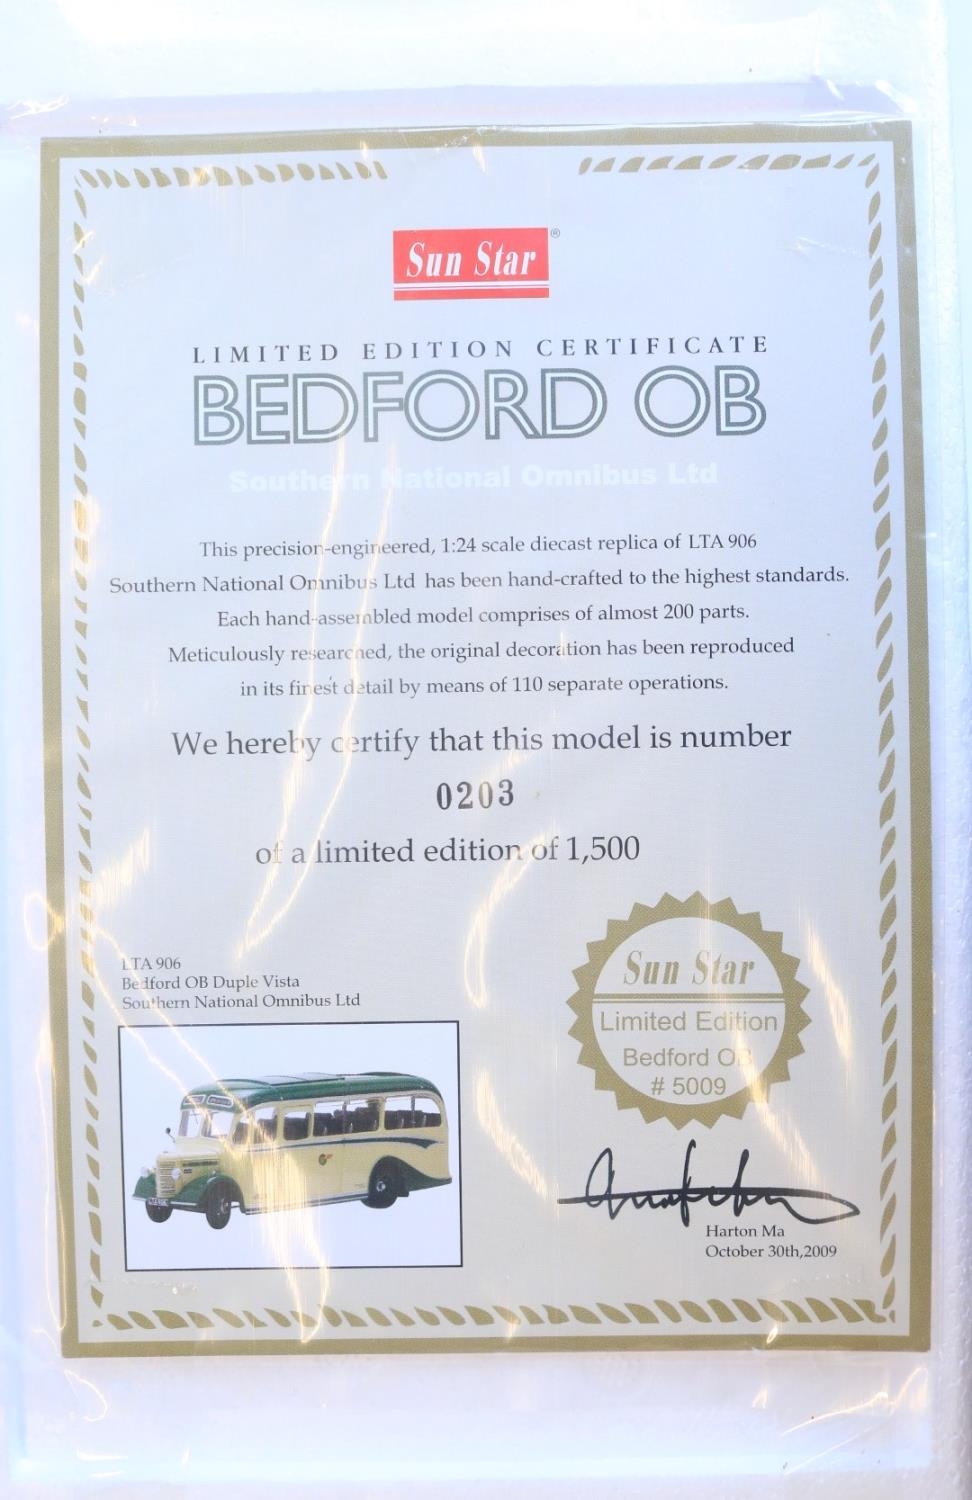 Sun Star ®
LIMITED EDITION CERTIFICATE
BEDFORD OB
Southern National Omnibus Ltd
This precision-engineered, 1:24 scale diecast replica of LTA 906
Southern National Omnibus Ltd has been hand-crafted to the highest standards.
Each hand-assembled model comprises of almost 200 parts.
Meticulously researched, the original decoration has been reproduced
in its finest detail by means of 110 separate operations.
We hereby certify that this model is number
0203
of a limited edition of 1,500
LTA 906
Bedford OB Duple Vista
Southern National Omnibus Ltd
Sun Star
Limited Edition
Bedford OB
# 5009
Harton Ma
October 30th,2009